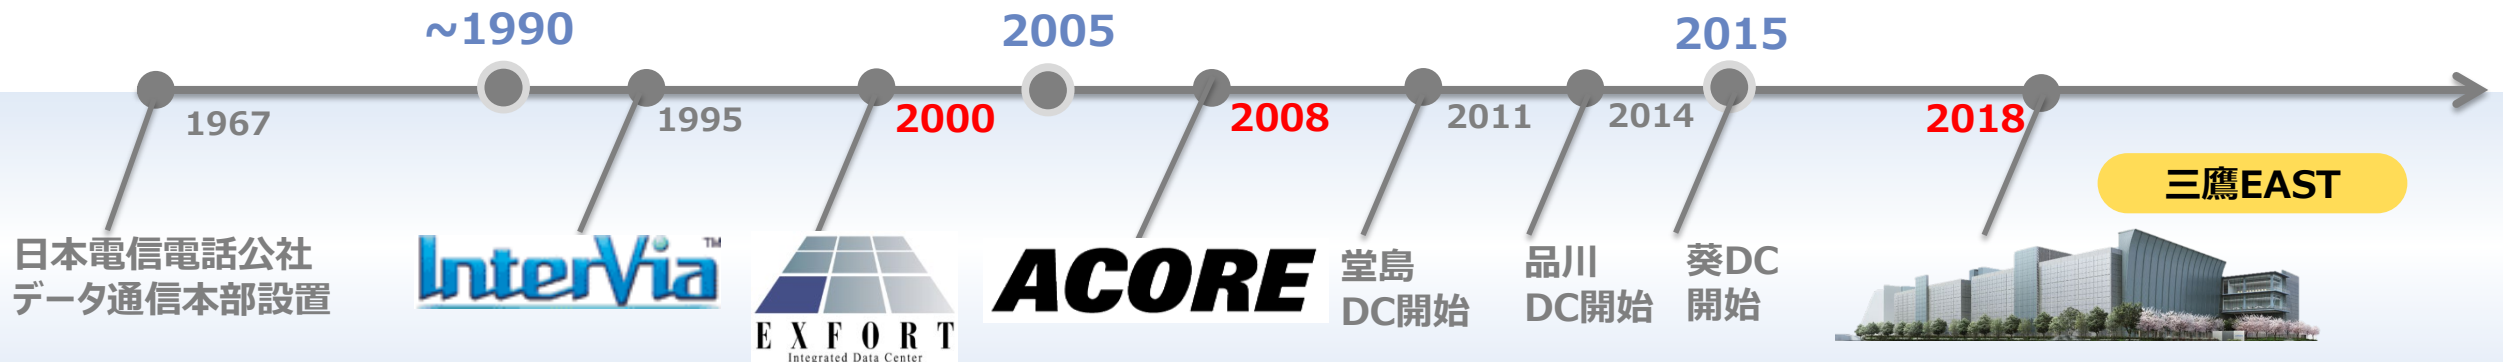 ~1990
2005
2015
1967
1995
2000
2008
2011
2014
2018
三鷹EAST
日本電信電話公社
データ通信本部設置
InterVia™
EXFORT
Integrated Data Center
ACORE
堂島
DC開始
品川
DC開始
葵DC
開始